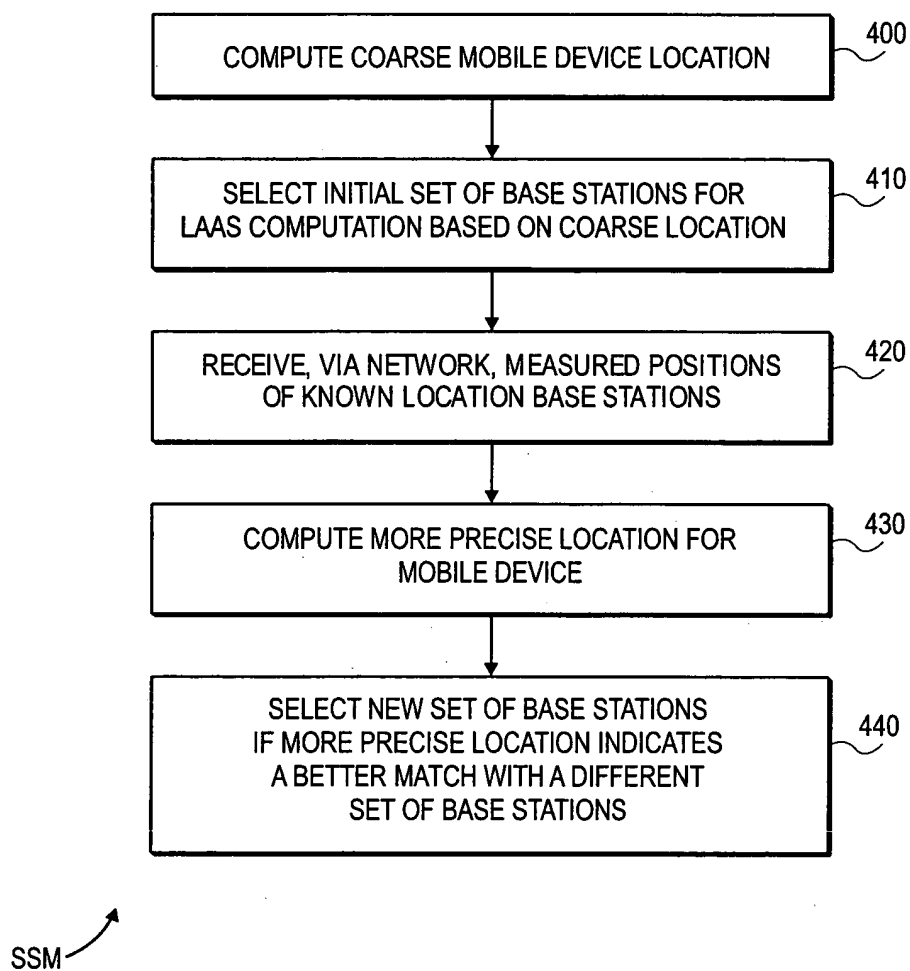 COMPUTE COARSE MOBILE DEVICE LOCATION
400
SELECT INITIAL SET OF BASE STATIONS FOR
LAAS COMPUTATION BASED ON COARSE LOCATION
410
RECEIVE, VIA NETWORK, MEASURED POSITIONS
OF KNOWN LOCATION BASE STATIONS
420
COMPUTE MORE PRECISE LOCATION FOR
MOBILE DEVICE
430
SELECT NEW SET OF BASE STATIONS
IF MORE PRECISE LOCATION INDICATES
A BETTER MATCH WITH A DIFFERENT
SET OF BASE STATIONS
440
SSM